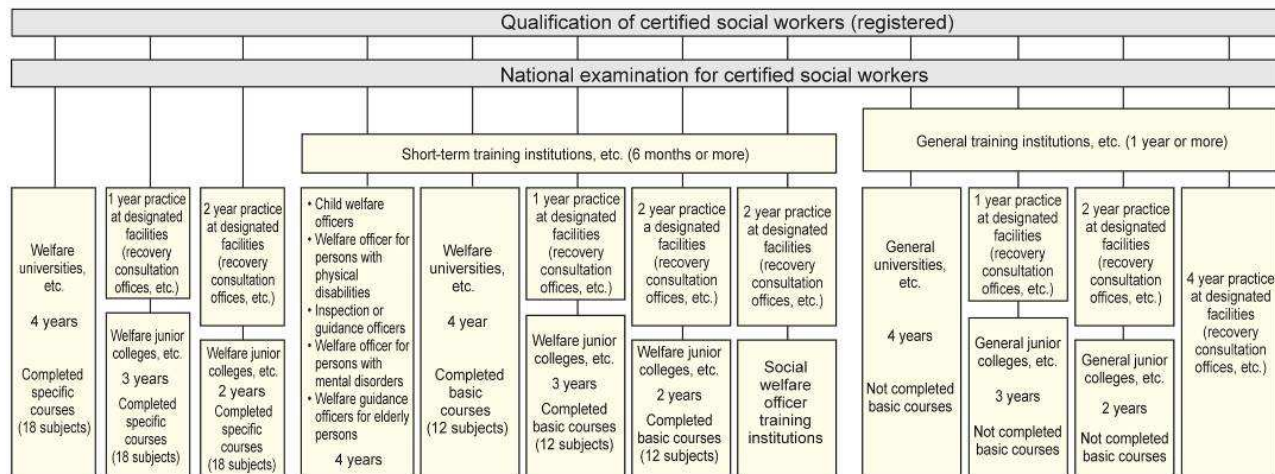 Qualification of certified social workers (registered)
National examination for certified social workers
Short-term training institutions, etc. (6 months or more)
General training institutions, etc. (1 year or more)
Welfare
universities,
etc.
4 years
Completed
specific
courses
(18 subjects)
1 year practice
at designated
facilities
(recovery
consultation
offices, etc.)
Welfare junior
colleges, etc.
3 years
Completed
specific
courses
(18 subjects)
2 year practice
at designated
facilities
(recovery
consultation
offices, etc.)
Welfare junior
colleges, etc.
2 years
Completed
specific
courses
(18 subjects)
• Child welfare
officers
• Welfare officer for
persons with
physical
disabilities
• Inspection or
guidance officers
• Welfare officer for
persons with
mental disorders
• Welfare guidance
officers for elderly
persons
4 years
Welfare
universities,
etc.
4 year
Completed
basic
courses
(12 subjects)
1 year practice
at designated
facilities
(recovery
consultation
offices, etc.)
Welfare junior
colleges, etc.
3 years
Completed
basic courses
(12 subjects)
2 year practice
a designated
facilities
(recovery
consultation
offices, etc.)
Welfare junior
colleges, etc.
2 years
Completed
basic courses
(12 subjects)
2 year practice
at designated
facilities
(recovery
consultation
offices, etc.)
Social
welfare
officer
training
institutions
General
universities,
etc.
4 years
Not completed
basic courses
1 year practice
at designated
facilities
(recovery
consultation
offices, etc.)
General junior
colleges, etc.
3 years
Not completed
basic courses
2 year practice
at designated
facilities
(recovery
consultation
offices, etc.)
General junior
colleges, etc.
2 years
Not completed
basic courses
4 year practice
at designated
facilities
(recovery
consultation
offices, etc.)